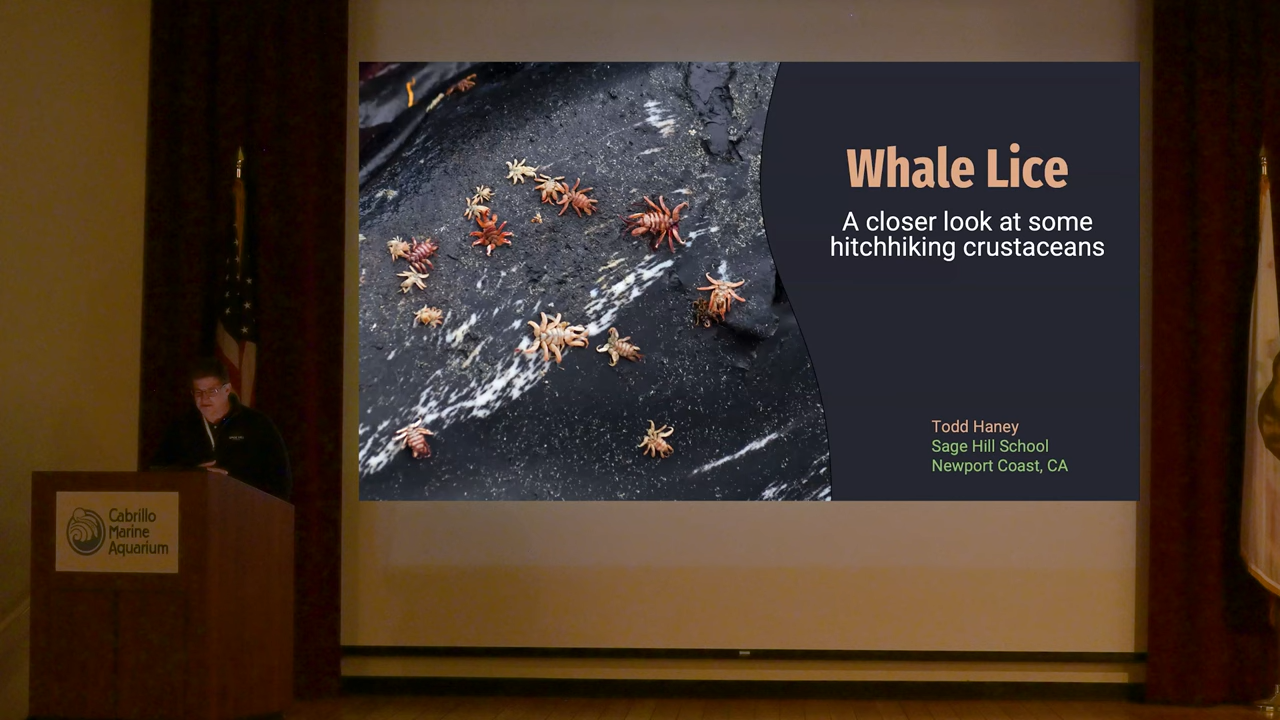 Whale Lice
A closer look at some
hitchhiking crustaceans
Todd Haney
Sage Hill School
Newport Coast, CA
Cabrillo
Marine
Aquarium